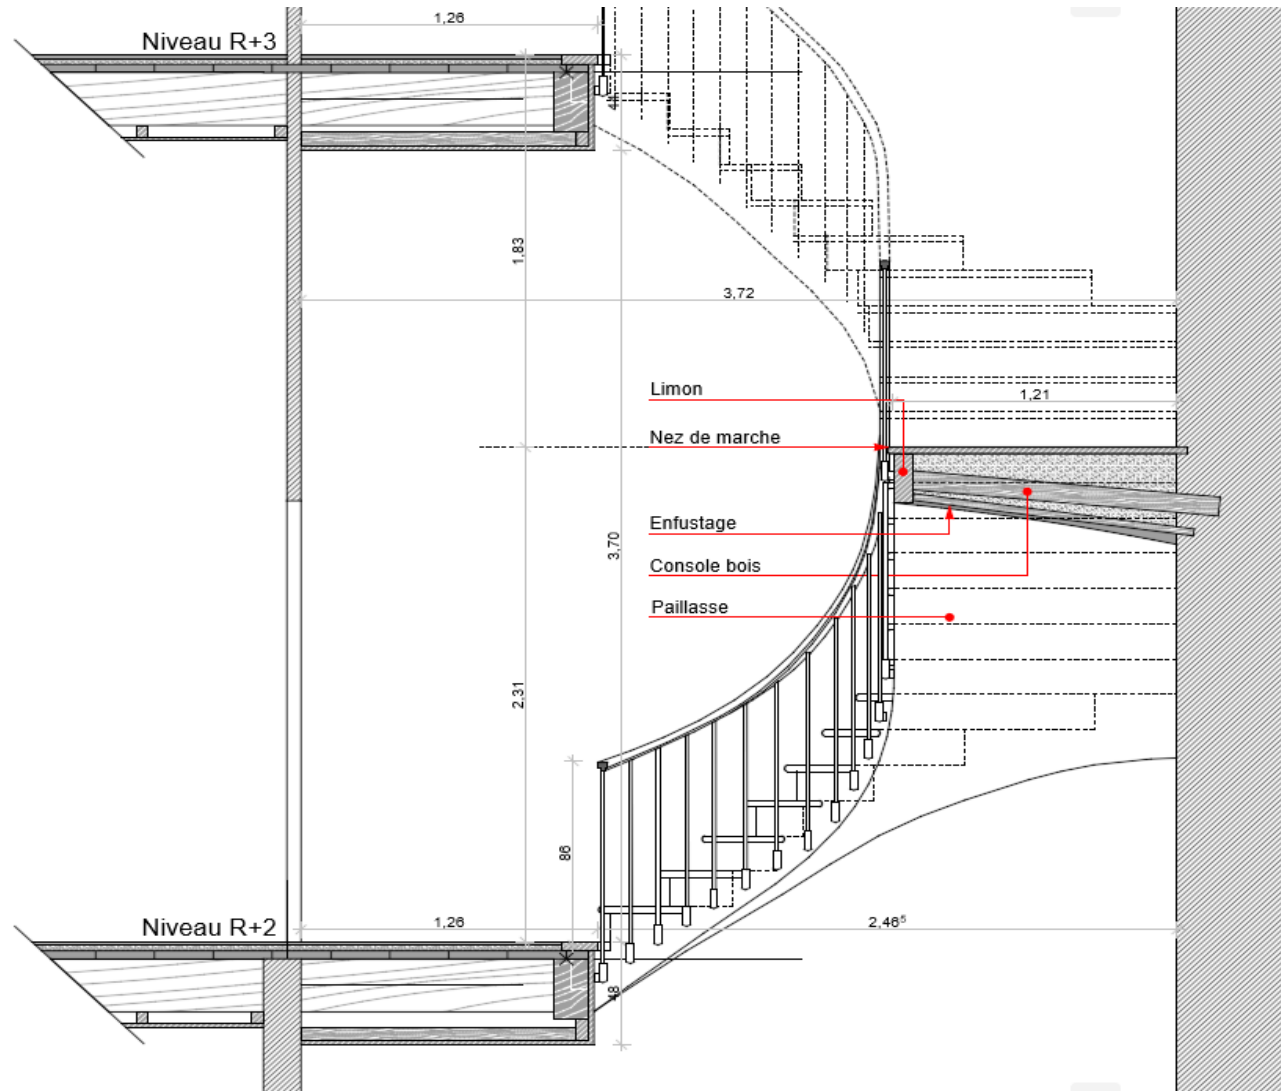 1,26
Niveau R+3
1,83
3,72
Limon
1,21
Nez de marche
Enfustage
3,70
Console bois
Paillasse
2,31
86
Niveau R+2
1,26
2,46⁵
48